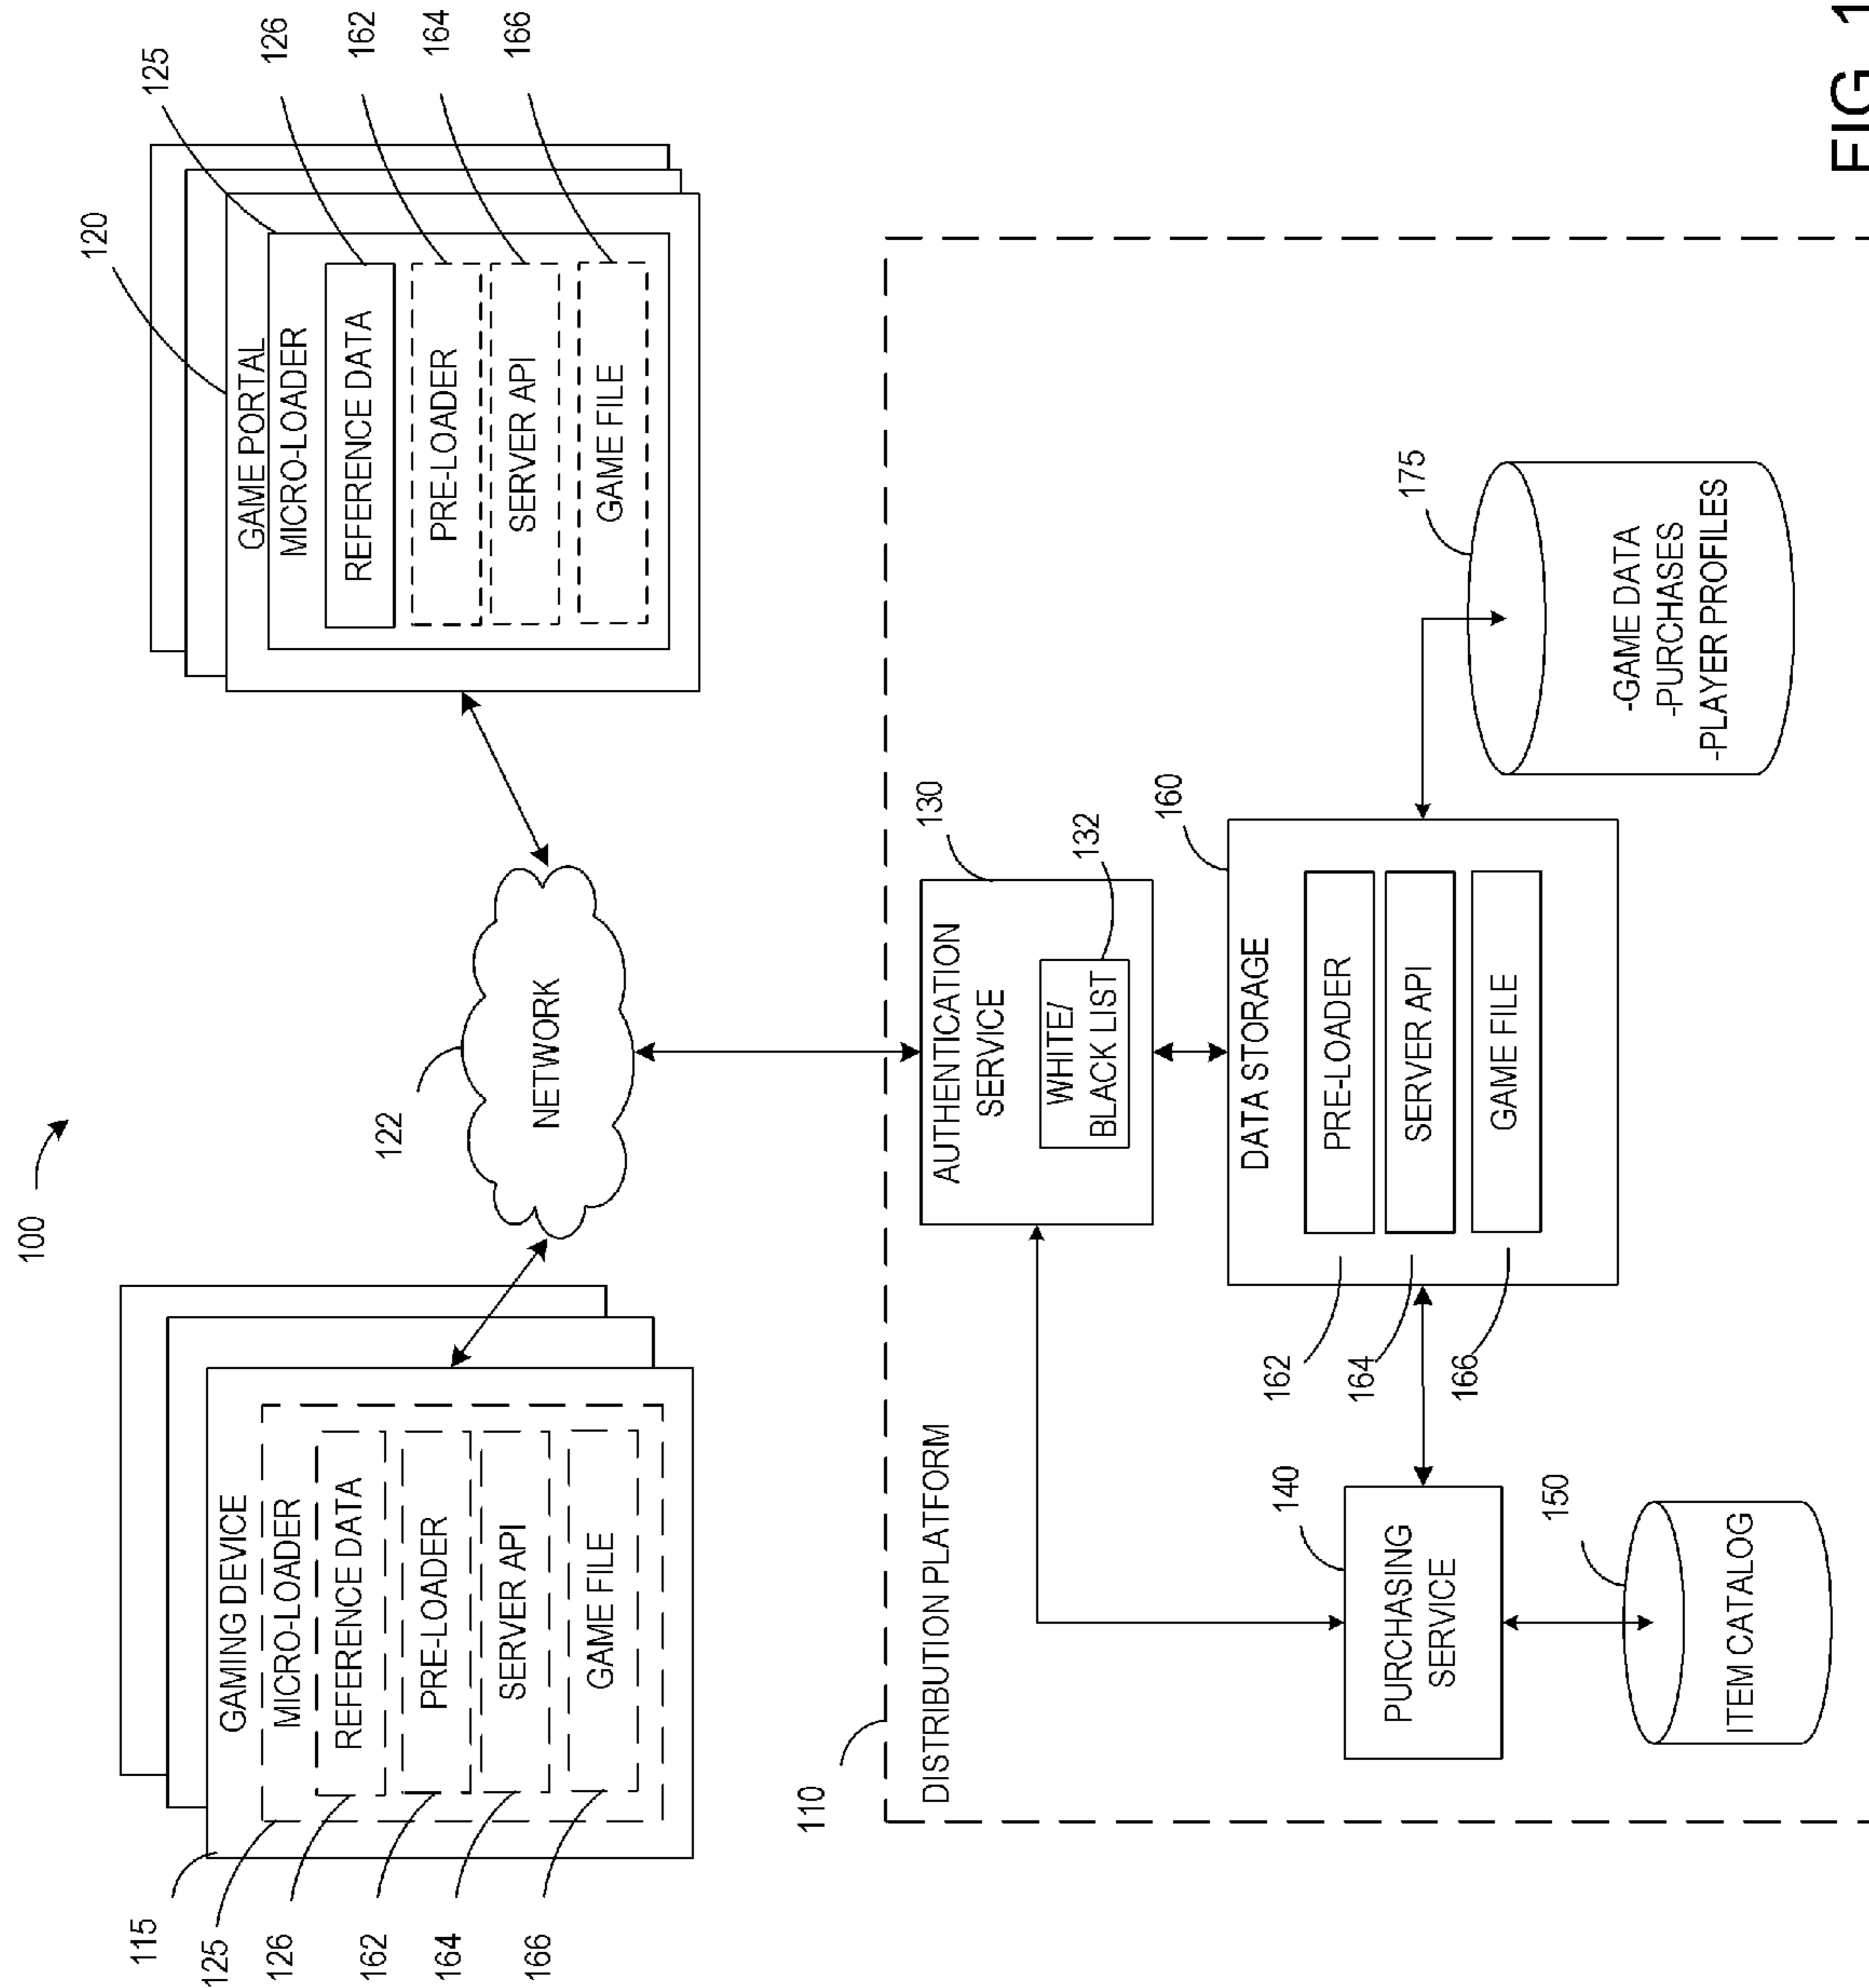 100
120
125
126
162
164
166
GAME PORTAL
MICRO-LOADER
REFERENCE DATA
PRE-LOADER
SERVER API
GAME FILE
115
125
126
162
164
166
GAMING DEVICE
MICRO-LOADER
REFERENCE DATA
PRE-LOADER
SERVER API
GAME FILE
122
NETWORK
110
DISTRIBUTION PLATFORM
130
AUTHENTICATION
SERVICE
132
WHITE/
BLACK LIST
140
PURCHASING
SERVICE
150
ITEM CATALOG
160
DATA STORAGE
PRE-LOADER
SERVER API
GAME FILE
162
164
166
175
-GAME DATA
-PURCHASES
-PLAYER PROFILES
FIG. 1